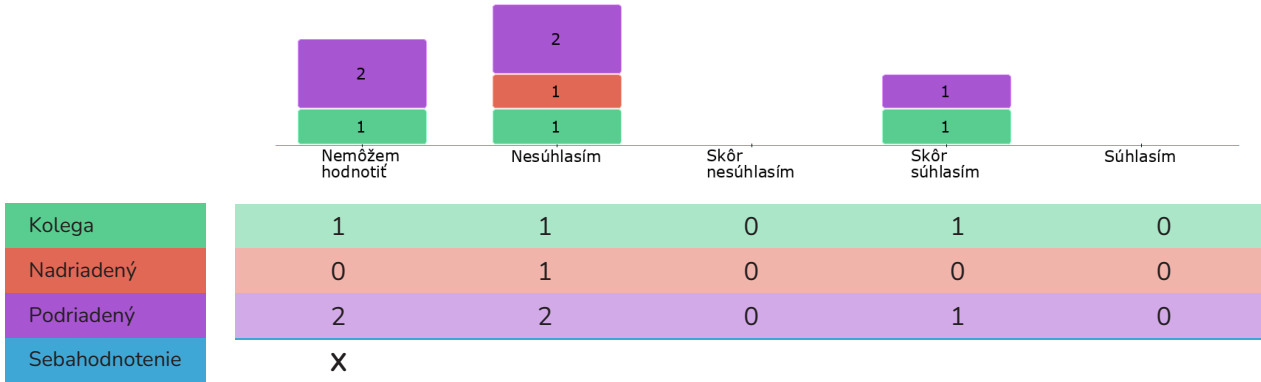 2
2
1
1
1
1
1
Nemôžem
hodnotiť
Nesúhlasím
Skôr
nesúhlasím
Skôr
súhlasím
Súhlasím
Kolega 1 1 0 1 0
Nadriadený 0 1 0 0 0
Podriadený 2 2 0 1 0
Sebahodnotenie x